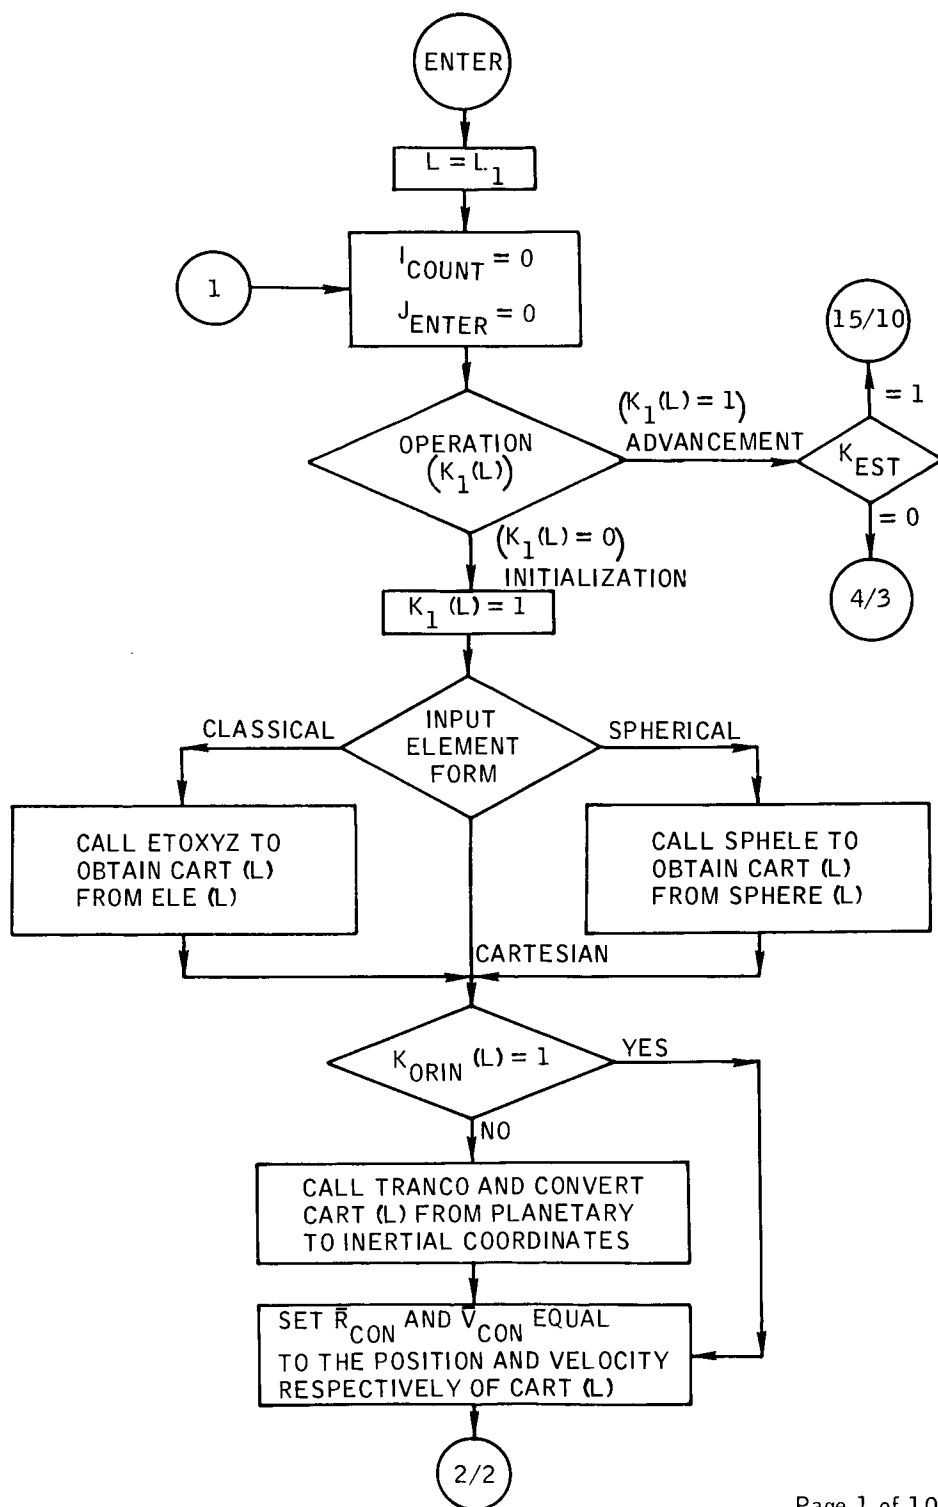 ENTER
L = L1
ICOUNT = 0
1
JENTER = 0
15/10
= 1
(K1(L) = 1)
OPERATION
ADVANCEMENT
(K1(L))
KEST
= 0
(K1(L) = 0)
INITIALIZATION
4/3
K1 (L) = 1
INPUT
ELEMENT
FORM
CLASSICAL
SPHERICAL
CALL ETOXYZ TO
OBTAIN CART (L)
FROM ELE (L)
CALL SPHELE TO
OBTAIN CART (L)
FROM SPHERE (L)
CARTESIAN
KORIN (L) = 1
YES
NO
CALL TRANCO AND CONVERT
CART (L) FROM PLANETARY
TO INERTIAL COORDINATES
SET R̄CON AND V̄CON EQUAL
TO THE POSITION AND VELOCITY
RESPECTIVELY OF CART (L)
2/2
Page 1 of 10